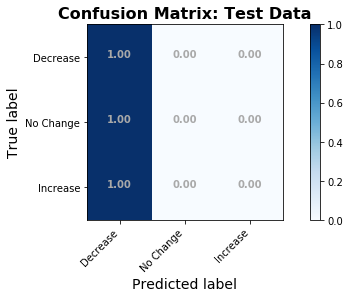 Confusion Matrix: Test Data
True label
Decrease 1.00 0.00 0.00
No Change 1.00 0.00 0.00
Increase 1.00 0.00 0.00
Decrease No Change Increase
Predicted label
1.0
0.8
0.6
0.4
0.2
0.0